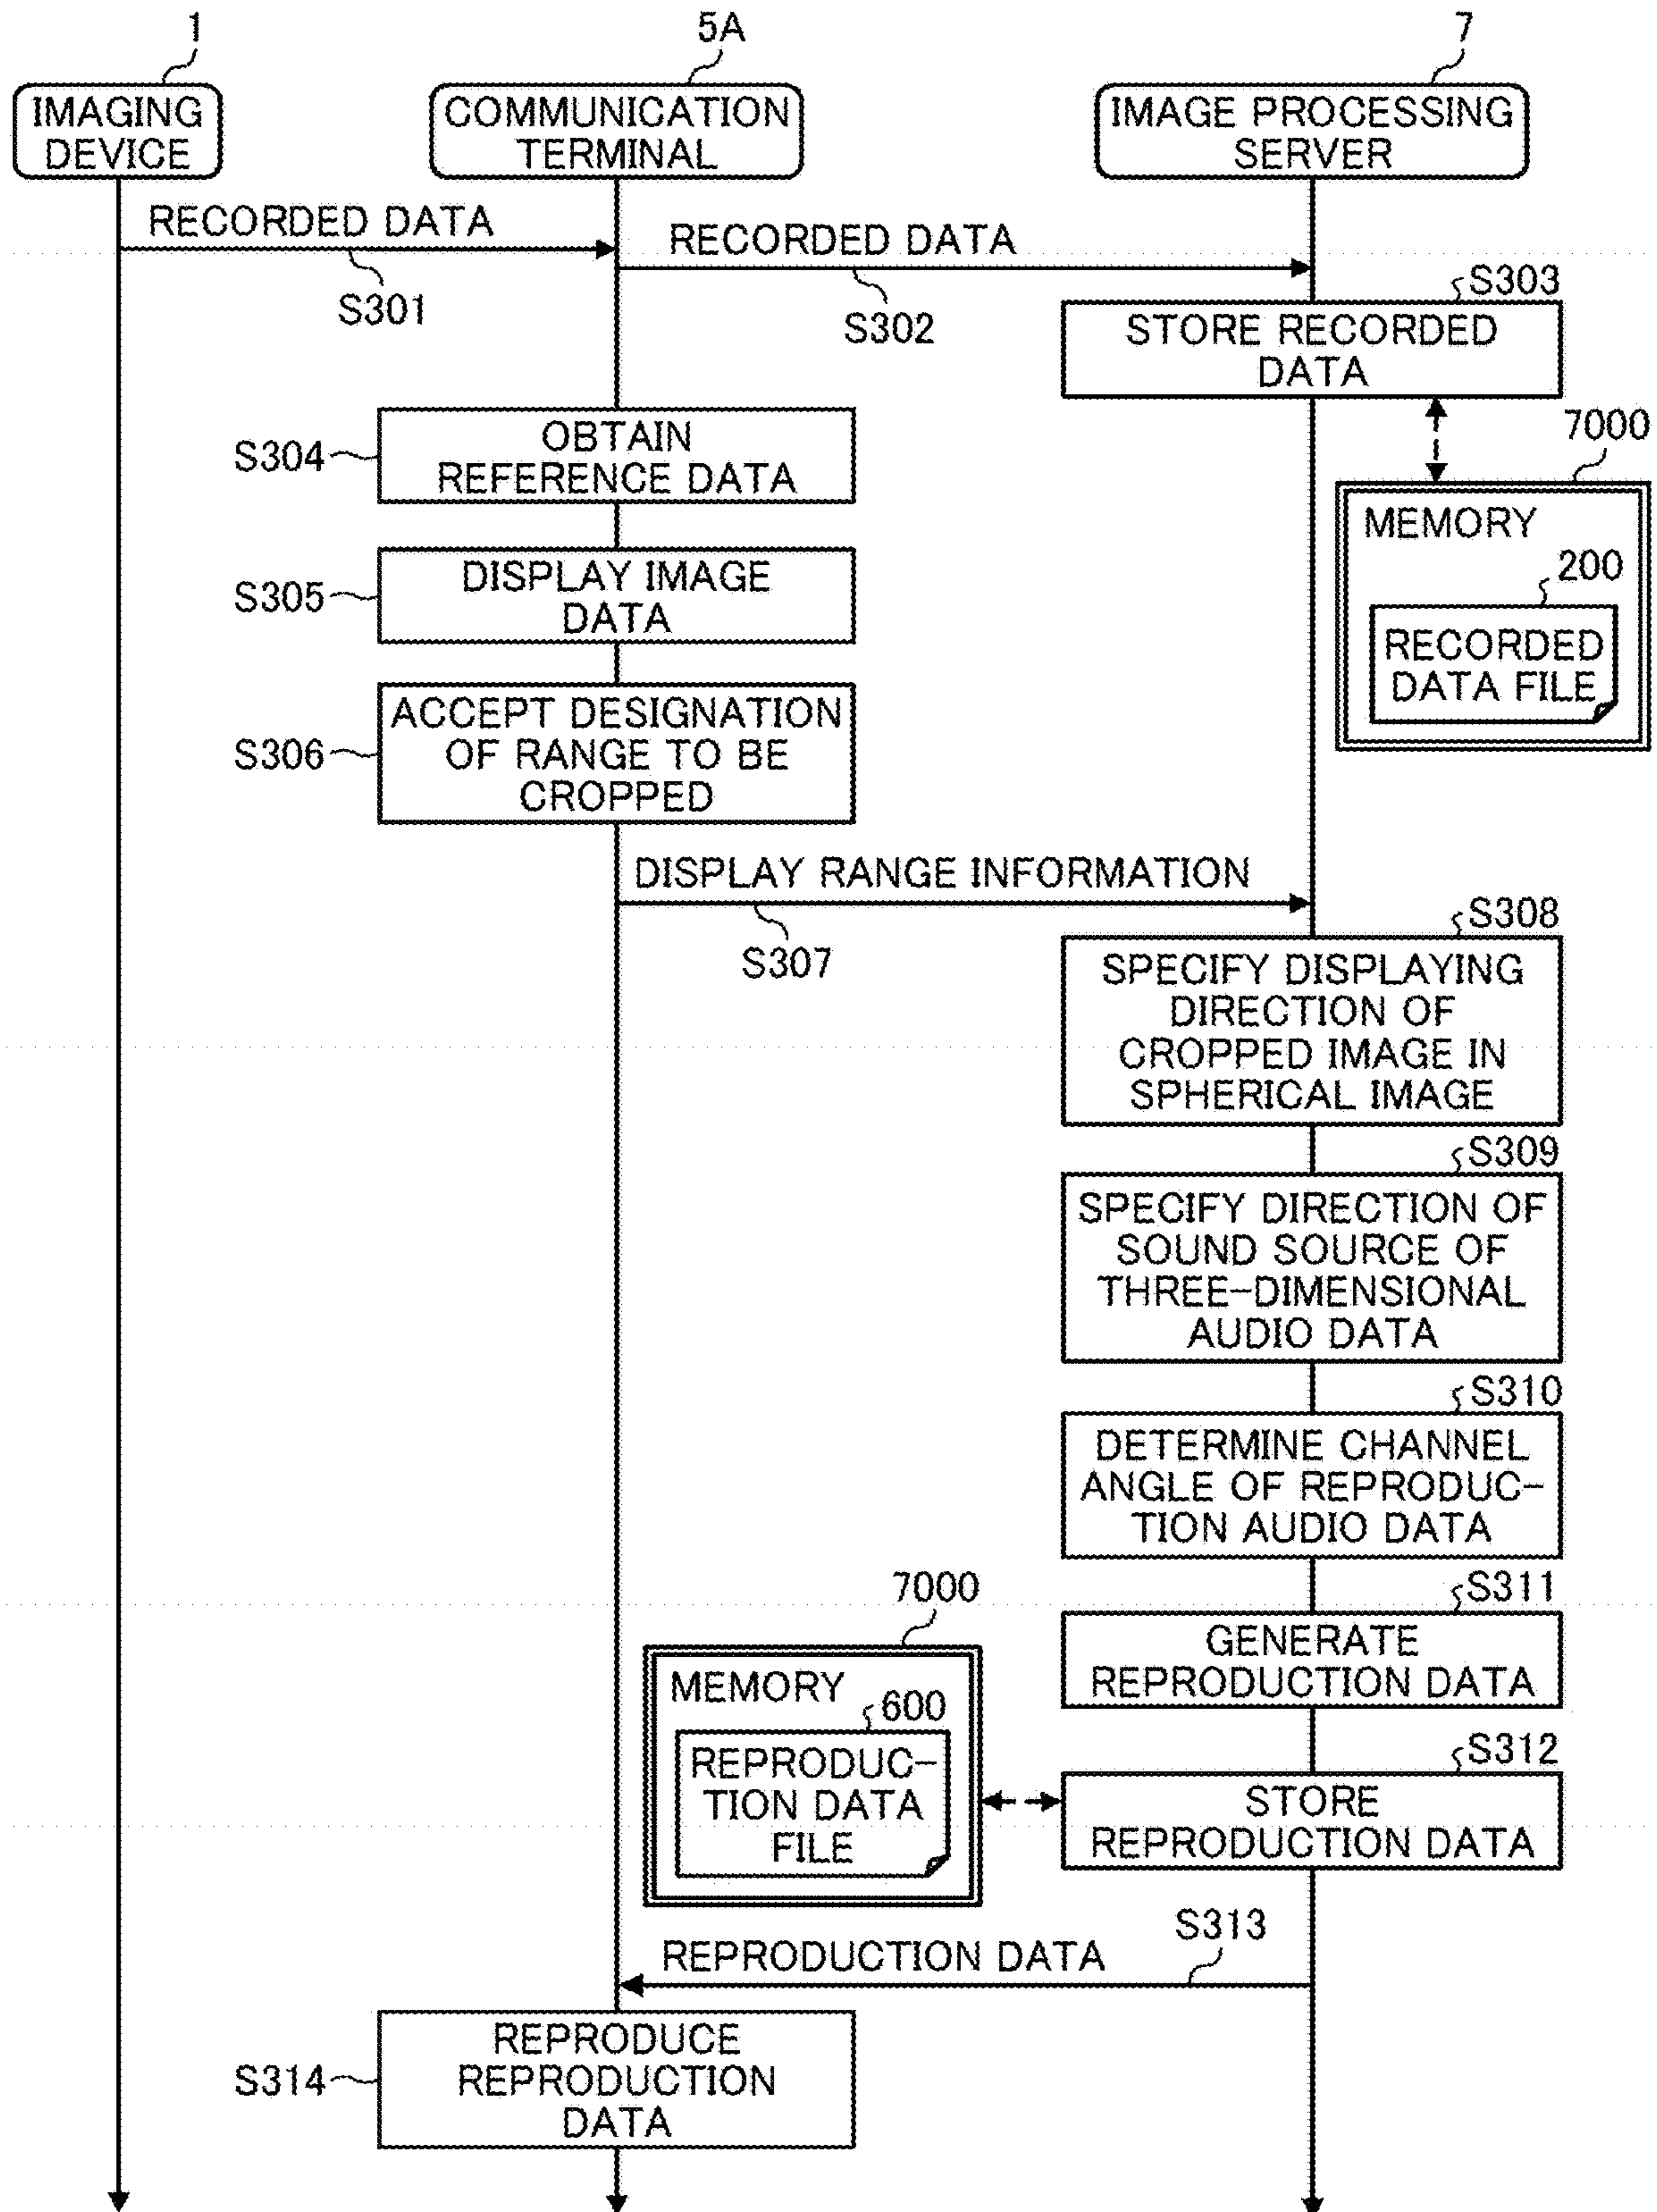 1
5A
7
IMAGING
DEVICE
COMMUNICATION
TERMINAL
IMAGE PROCESSING
SERVER
RECORDED DATA
S301
RECORDED DATA
S302
S303
STORE RECORDED
DATA
7000
MEMORY
200
RECORDED
DATA FILE
S304
OBTAIN
REFERENCE DATA
S305
DISPLAY IMAGE
DATA
S306
ACCEPT DESIGNATION
OF RANGE TO BE
CROPPED
DISPLAY RANGE INFORMATION
S307
S308
SPECIFY DISPLAYING
DIRECTION OF
CROPPED IMAGE IN
SPHERICAL IMAGE
S309
SPECIFY DIRECTION OF
SOUND SOURCE OF
THREE-DIMENSIONAL
AUDIO DATA
S310
DETERMINE CHANNEL
ANGLE OF REPRODUC-
TION AUDIO DATA
S311
GENERATE
REPRODUCTION DATA
7000
MEMORY
600
REPRODUC-
TION DATA
FILE
S312
STORE
REPRODUCTION DATA
S313
REPRODUCTION DATA
S314
REPRODUCE
REPRODUCTION
DATA